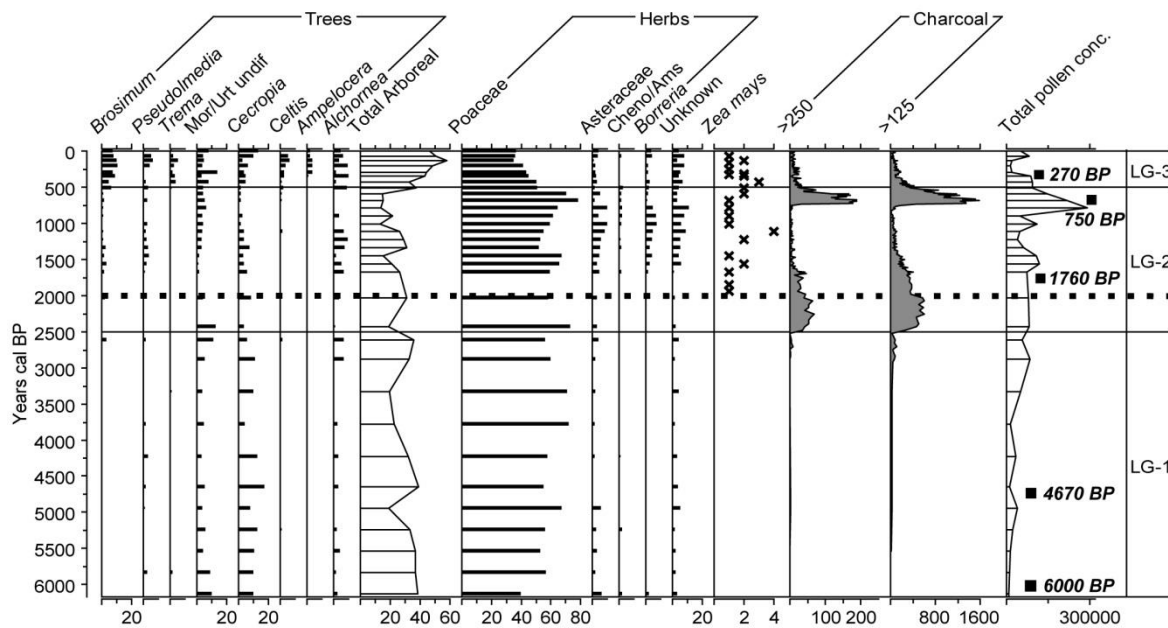 Trees
Herbs
Charcoal
Brosimum
Pseudolmedia
Trema
Mor/Urt undif
Cecropia
Celtis
Ampelocera
Alchornea
Total Arboreal
Poaceae
Asteraceae
Cheno/Ams
Borreria
Unknown
Zea mays
>250
>125
Total pollen conc.
Years cal BP
0
500
1000
1500
2000
2500
3000
3500
4000
4500
5000
5500
6000
270 BP
750 BP
1760 BP
4670 BP
6000 BP
LG-3
LG-2
LG-1
20 20 20 20 40 60 0 20 40 60 80 20 2 4 100 200 800 1600 300000